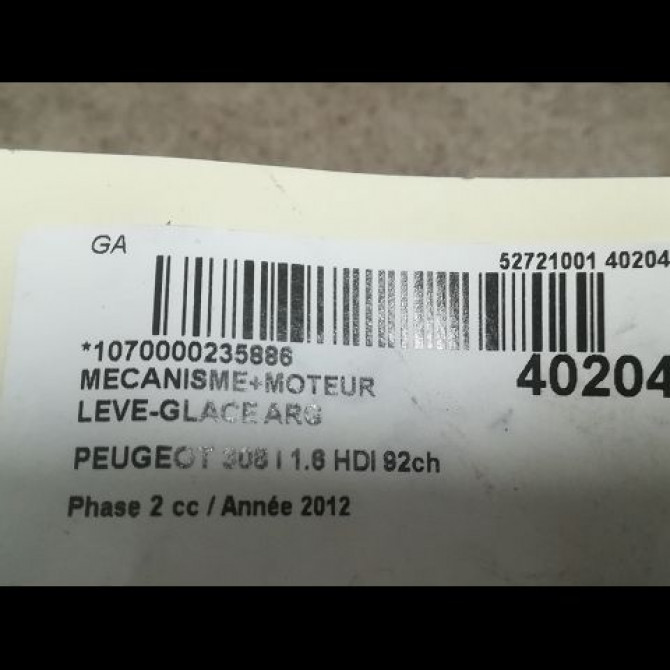 GA
52721001 40204
*1070000235886
40204
MECANISME+MOTEUR
LEVE-GLACE ARG
PEUGEOT 308 I 1.6 HDI 92ch
Phase 2 cc / Année 2012